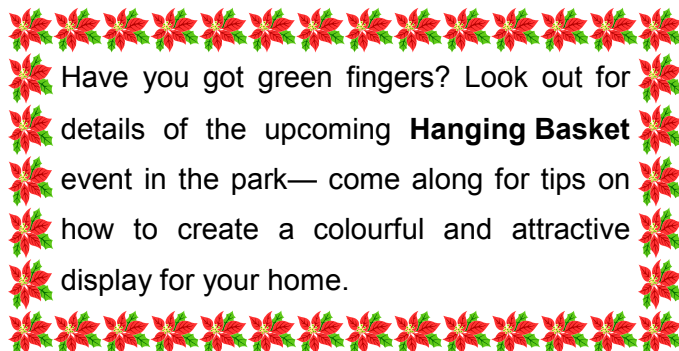 Have you got green fingers? Look out for
details of the upcoming Hanging Basket
event in the park— come along for tips on
how to create a colourful and attractive
display for your home.